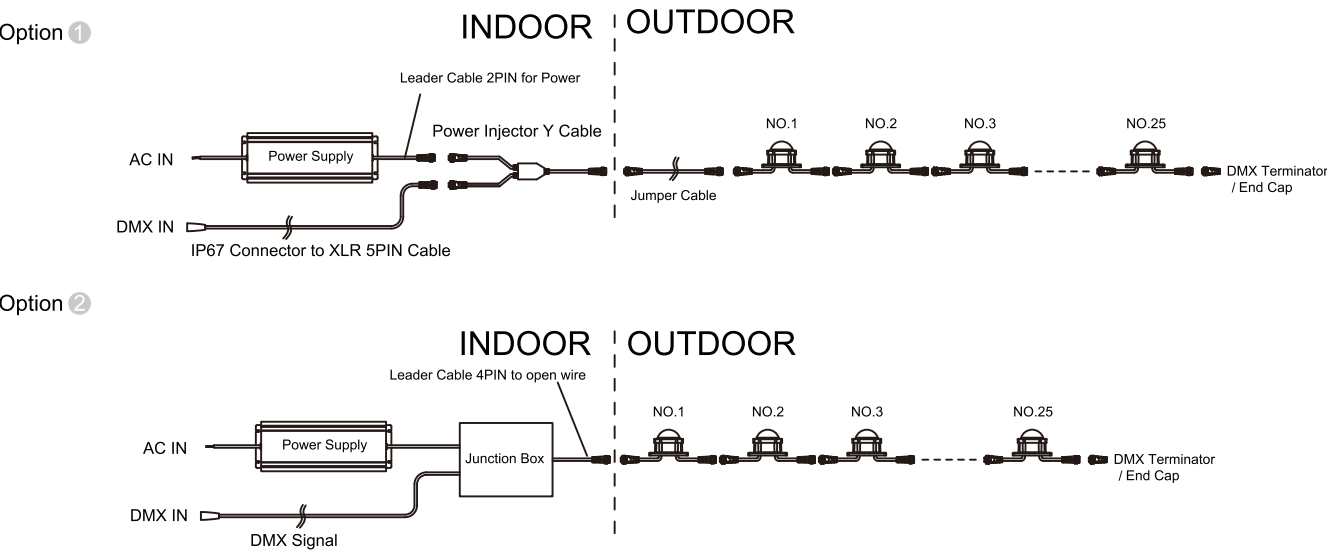 Option 1
INDOOR
OUTDOOR
Leader Cable 2PIN for Power
Power Injector Y Cable
AC IN
Power Supply
NO.1
NO.2
NO.3
NO.25
Jumper Cable
DMX Terminator
/ End Cap
DMX IN
IP67 Connector to XLR 5PIN Cable
Option 2
INDOOR
OUTDOOR
Leader Cable 4PIN to open wire
AC IN
Power Supply
Junction Box
NO.1
NO.2
NO.3
NO.25
DMX Terminator
/ End Cap
DMX IN
DMX Signal